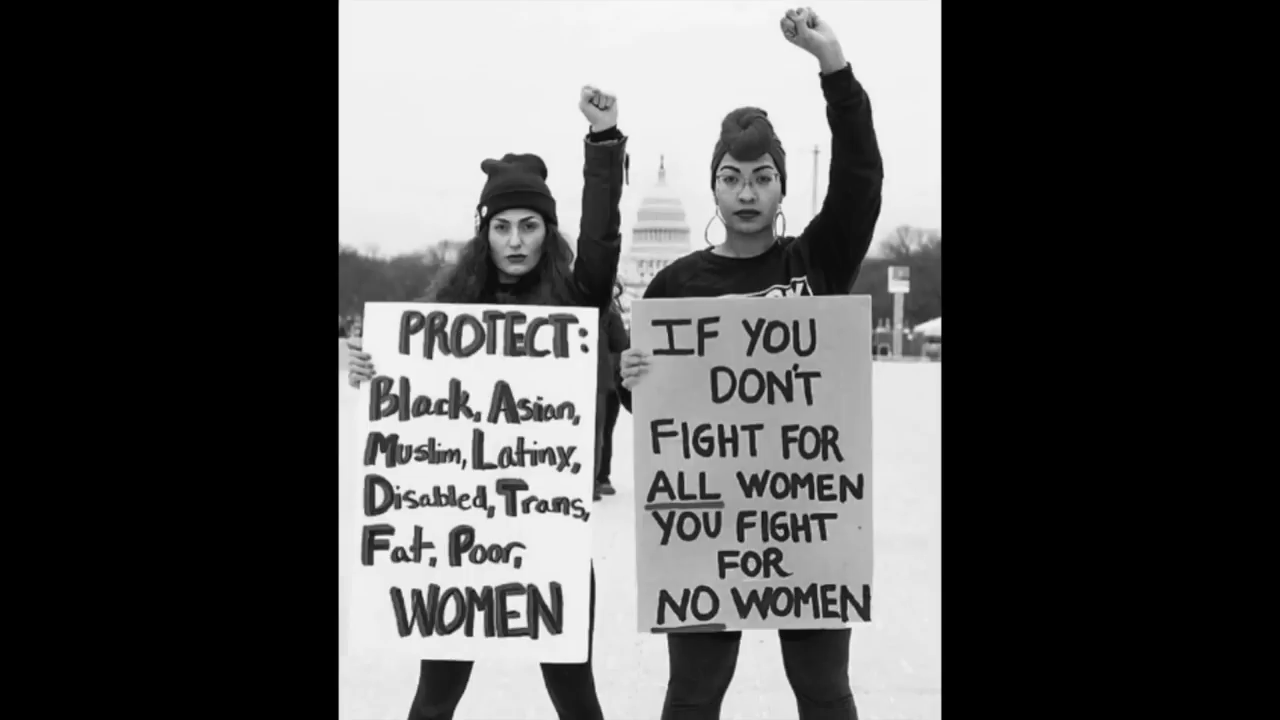 PROTECT:
Black, Asian,
Muslim, Latinx,
Disabled, Trans,
Fat, Poor,
WOMEN
IF YOU
DON'T
FIGHT FOR
ALL WOMEN
YOU FIGHT
FOR
NO WOMEN